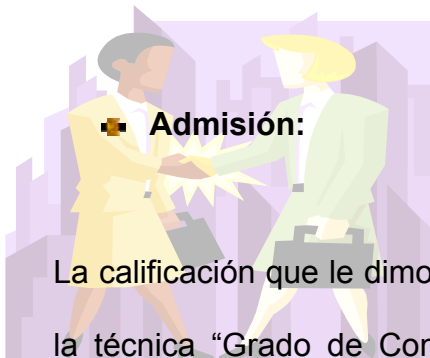 Admisión:
La calificación que le dimo
la técnica “Grado de Con